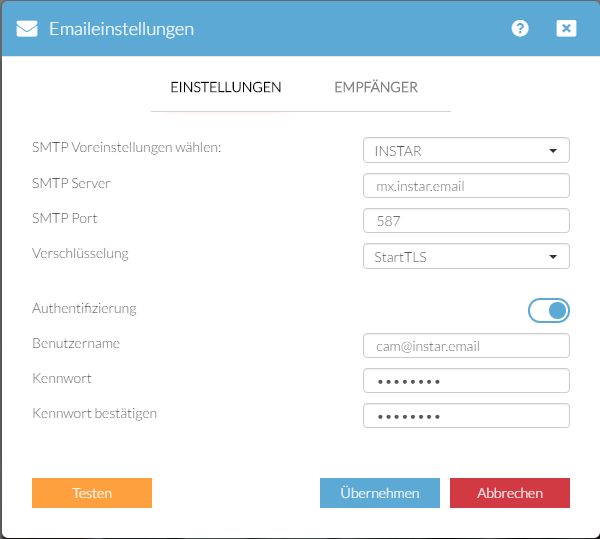 Emaileinstellungen
EINSTELLUNGEN EMPFÄNGER
SMTP Voreinstellungen wählen: INSTAR
SMTP Server mx.instar.email
SMTP Port 587
Verschlüsselung StartTLS
Authentifizierung
Benutzername cam@instar.email
Kennwort ••••••••
Kennwort bestätigen ••••••••
Testen Übernehmen Abbrechen